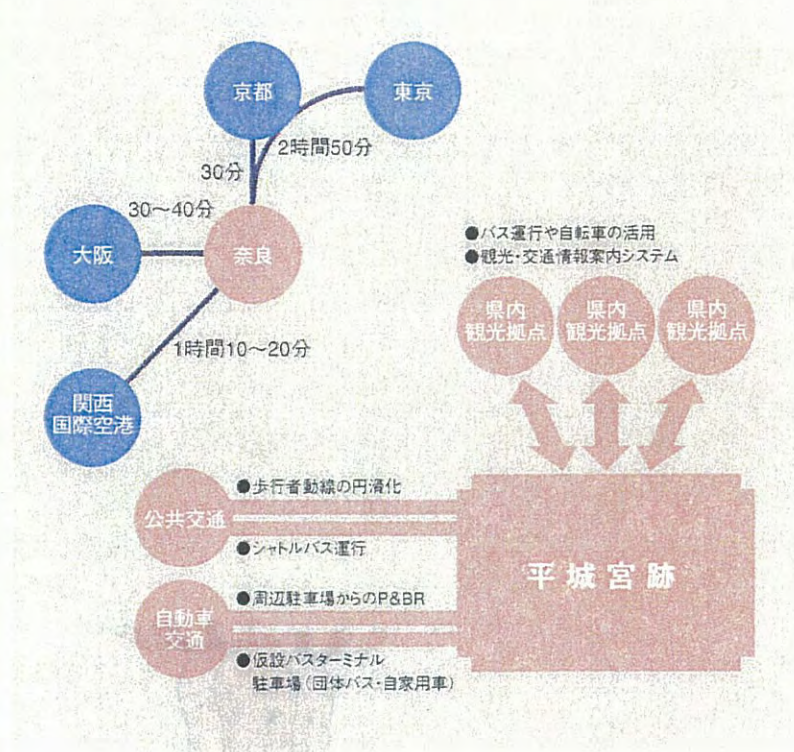 京都
東京
2時間50分
30分
30～40分
大阪
奈良
1時間10～20分
関西
国際空港
●バス運行や自転車の活用
●観光・交通情報案内システム
県内
観光拠点
県内
観光拠点
県内
観光拠点
公共交通
●歩行者動線の円滑化
●シャトルバス運行
自動車
交通
●周辺駐車場からのP&BR
●仮設バスターミナル
駐車場（団体バス・自家用車）
平城宮跡